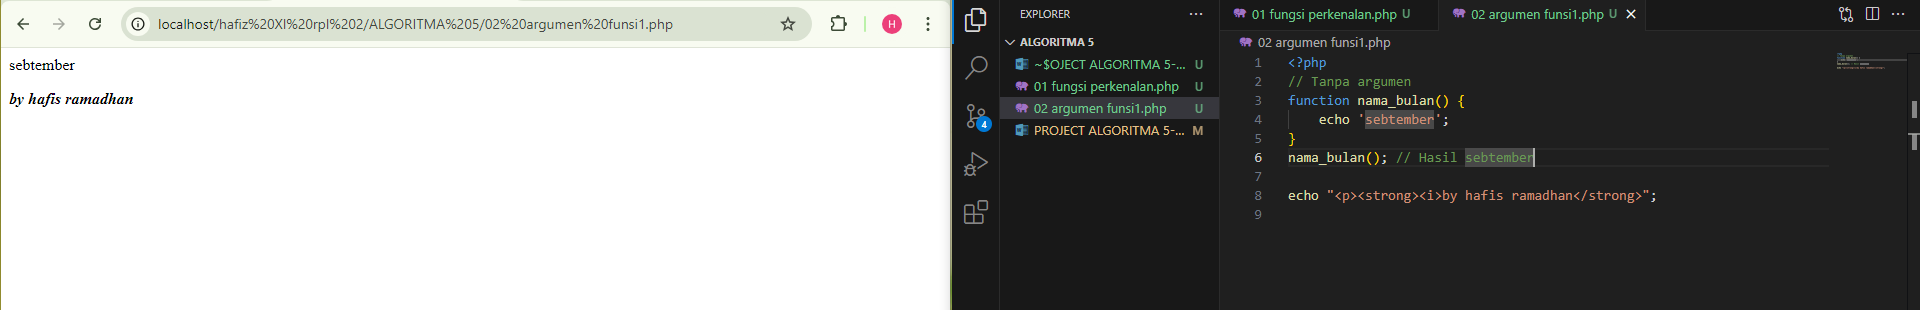 localhost/hafiz%20XI%20rpl%202/ALGORITMA%205/02%20argumen%20funsi1.php
H
sebtember
by hafis ramadhan
4
EXPLORER
ALGORITMA 5
~$OJECT ALGORITMA 5-... U
01 fungsi perkenalan.php U
02 argumen funsi1.php U
PROJECT ALGORITMA 5-... M
01 fungsi perkenalan.php U
02 argumen funsi1.php U
02 argumen funsi1.php
1 <?php
2 // Tanpa argumen
3 function nama_bulan() {
4 echo 'sebtember';
5 }
6 nama_bulan(); // Hasil sebtember
7
8 echo "<p><strong><i>by hafis ramadhan</strong>";
9